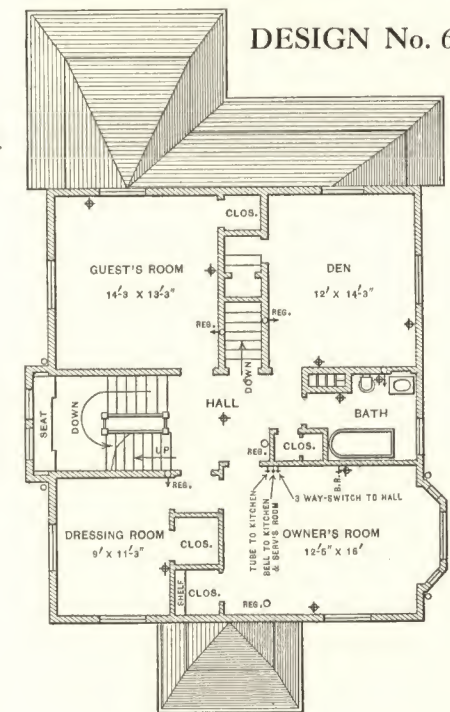 DESIGN No. 6
CLOS.
GUEST'S ROOM
14'-3 X 13'-3"
DEN
12' X 14'-3"
REG.
REG.
DOWN
HALL
SEAT
DOWN
UP
REG.
BATH
REG.
CLOS.
B.R.
3 WAY-SWITCH TO HALL
TUBE TO KITCHEN
BELL TO KITCHEN
& SERV'S ROOM
DRESSING ROOM
9' X 11'-3"
CLOS.
OWNER'S ROOM
12'-5" X 16'
SHELF
CLOS.
REG.